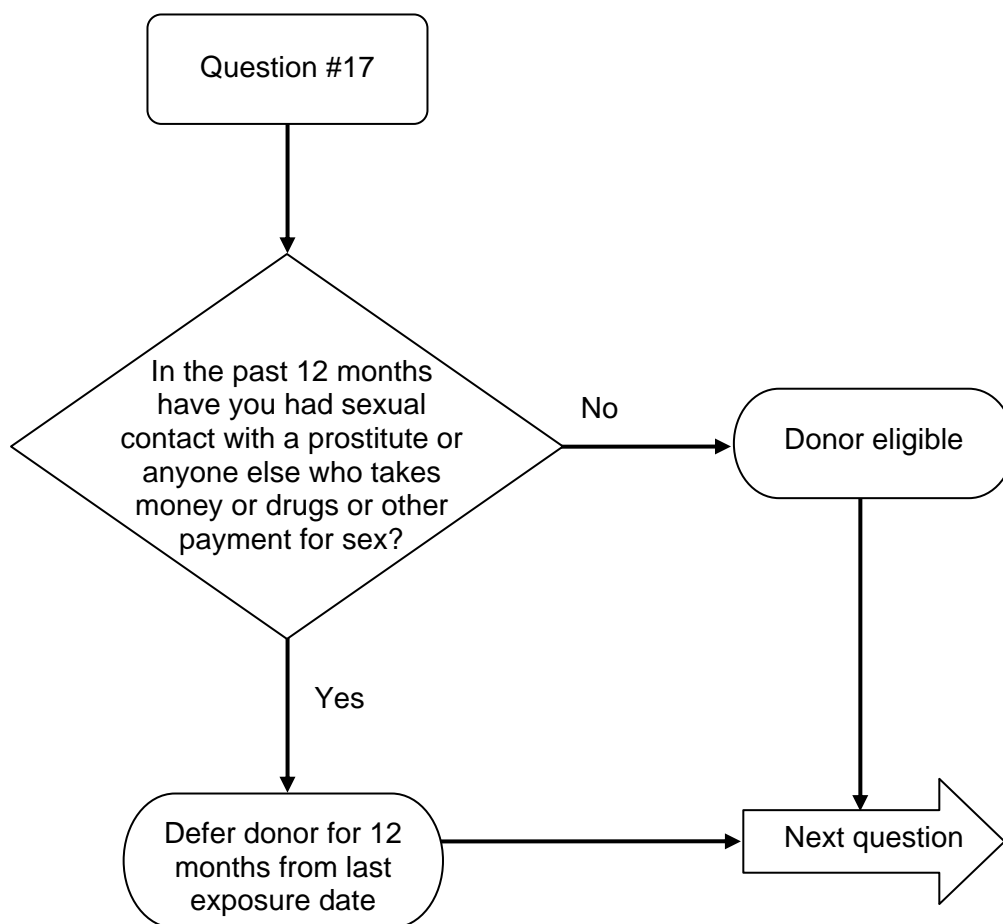 Question #17
In the past 12 months
have you had sexual
contact with a prostitute or
anyone else who takes
money or drugs or other
payment for sex?
No
Donor eligible
Yes
Defer donor for 12
months from last
exposure date
Next question